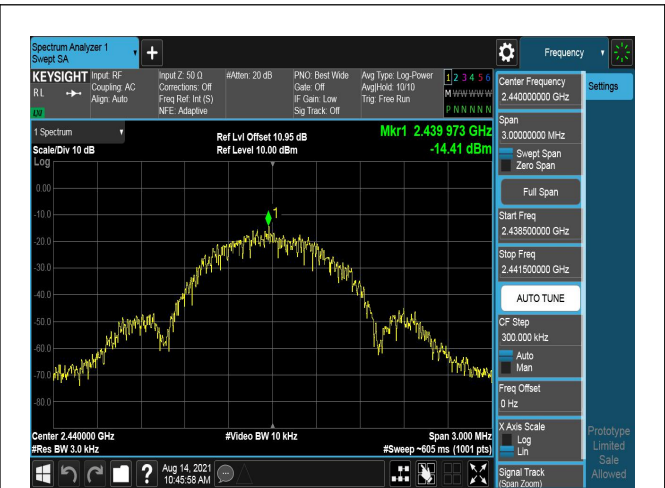 Spectrum Analyzer 1
Swept SA
Frequency
KEYSIGHT
RL
Input: RF
Coupling: AC
Align: Auto
Input Z: 50 Ω
Corrections: Off
Freq Ref: Int (S)
NFE: Adaptive
#Atten: 20 dB
PNO: Best Wide
Gate: Off
IF Gain: Low
Sig Track: Off
Avg Type: Log-Power
Avg|Hold: 10/10
Trig: Free Run
1 2 3 4 5 6
M W W W W W
P N N N N N
1 Spectrum
Scale/Div 10 dB
Ref Lvl Offset 10.95 dB
Ref Level 10.00 dBm
Mkr1 2.439 973 GHz
-14.41 dBm
Log
0.00
-10.0
-20.0
-30.0
-40.0
-50.0
-60.0
-70.0
-80.0
1
Center 2.440000 GHz
#Res BW 3.0 kHz
#Video BW 10 kHz
Span 3.000 MHz
#Sweep ~605 ms (1001 pts)
Aug 14, 2021
10:45:58 AM
Center Frequency
2.440000000 GHz
Settings
Span
3.00000000 MHz
Swept Span
Zero Span
Full Span
Start Freq
2.438500000 GHz
Stop Freq
2.441500000 GHz
AUTO TUNE
CF Step
300.000 kHz
Auto
Man
Freq Offset
0 Hz
X Axis Scale
Log
Lin
Signal Track
(Span Zoom)
Prototype
Limited
Sale
Allowed